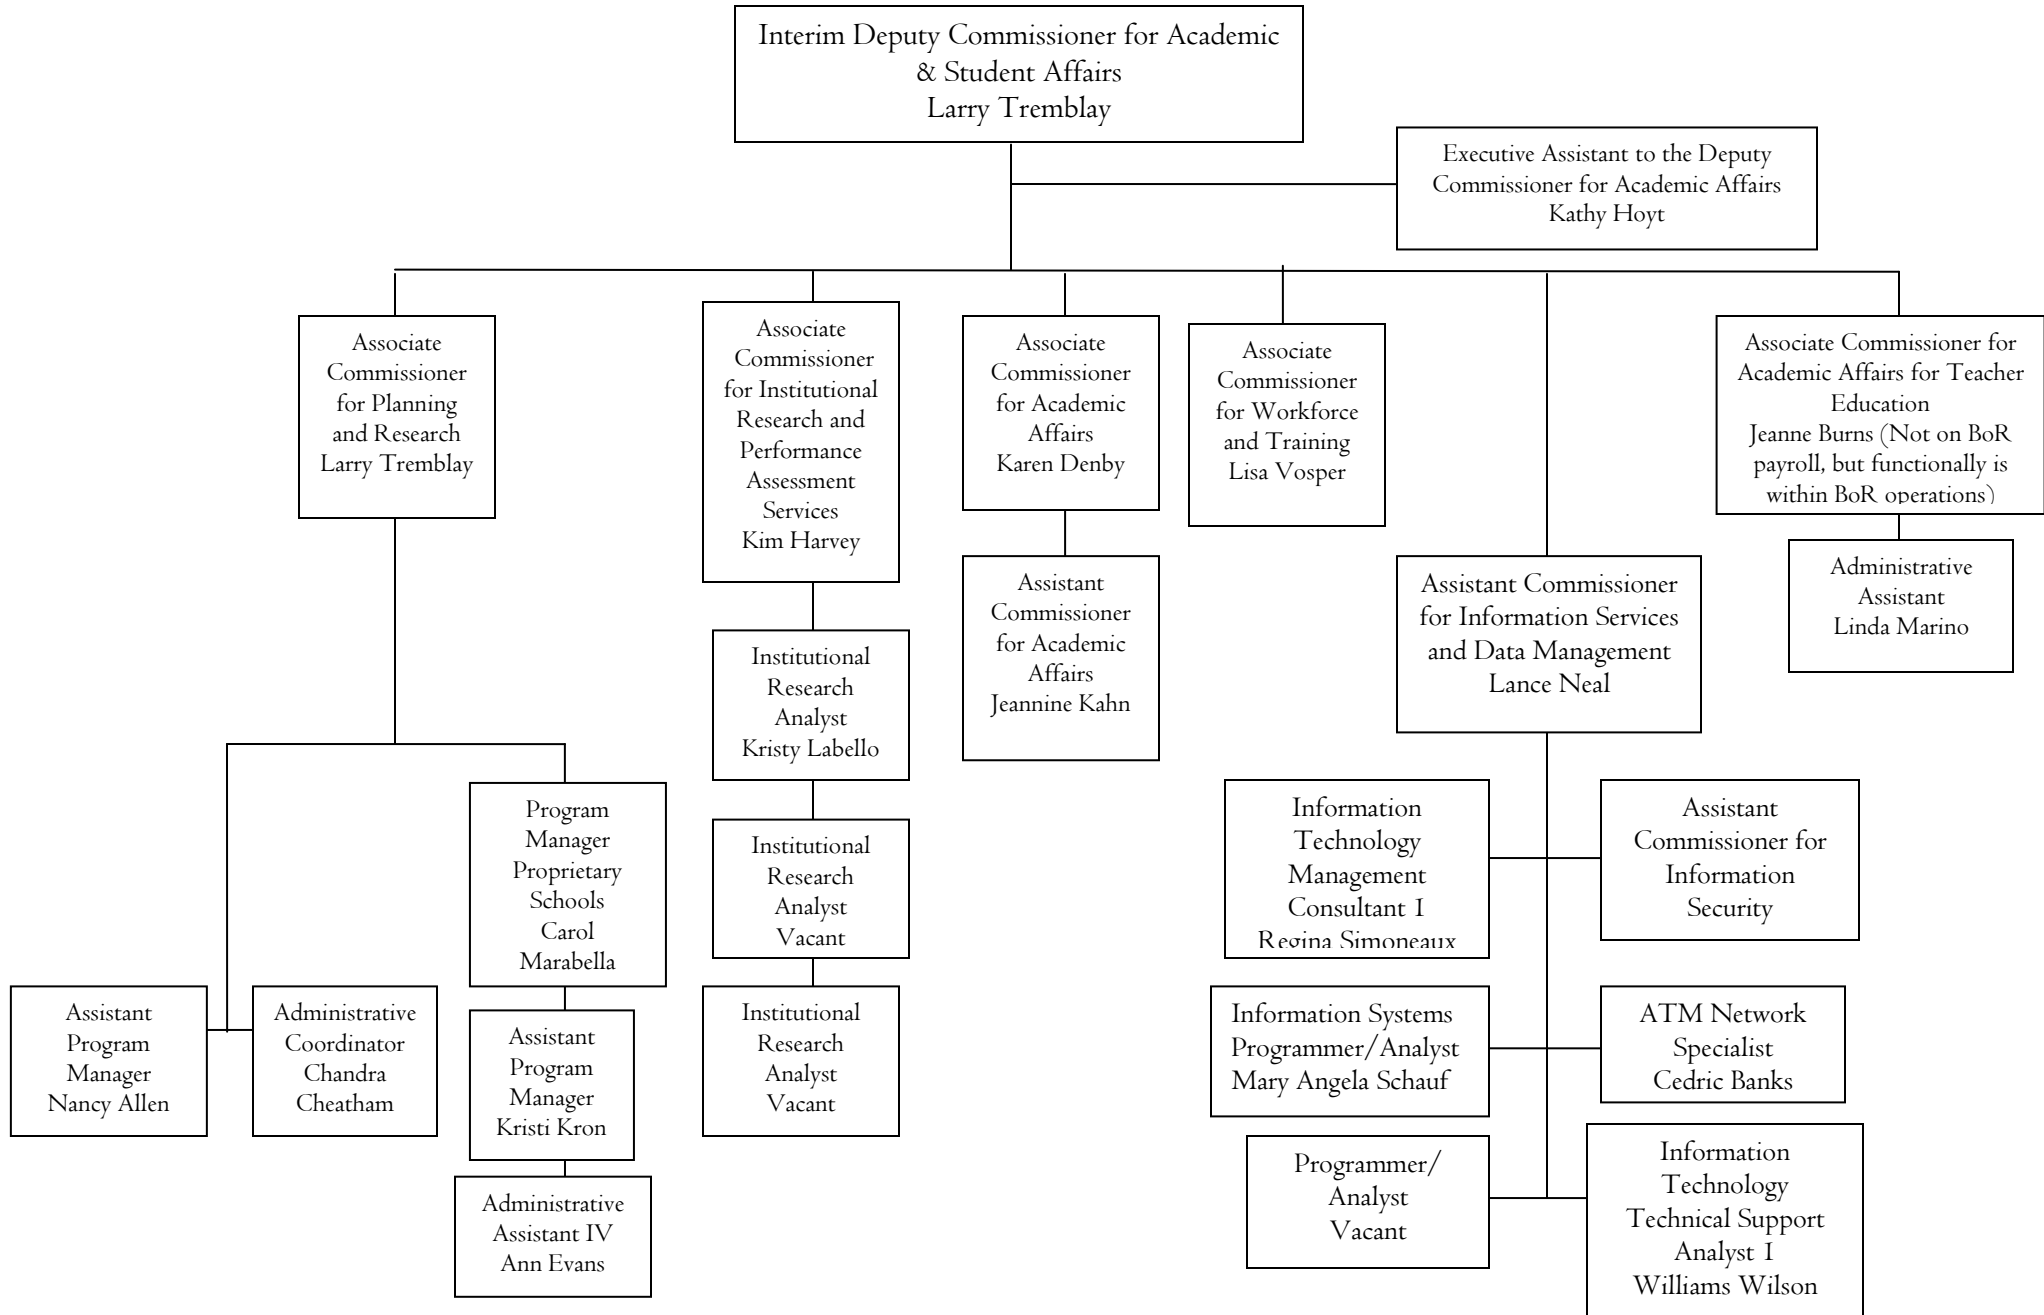 Interim Deputy Commissioner for Academic
& Student Affairs
Larry Tremblay
Executive Assistant to the Deputy
Commissioner for Academic Affairs
Kathy Hoyt
Associate
Commissioner
for Planning
and Research
Larry Tremblay
Associate
Commissioner
for Institutional
Research and
Performance
Assessment
Services
Kim Harvey
Associate
Commissioner
for Academic
Affairs
Karen Denby
Associate
Commissioner
for Workforce
and Training
Lisa Vosper
Associate Commissioner for
Academic Affairs for Teacher
Education
Jeanne Burns (Not on BoR
payroll, but functionally is
within BoR operations)
Assistant
Commissioner
for Academic
Affairs
Jeannine Kahn
Assistant Commissioner
for Information Services
and Data Management
Lance Neal
Administrative
Assistant
Linda Marino
Institutional
Research
Analyst
Kristy Labello
Program
Manager
Proprietary
Schools
Carol
Marabella
Institutional
Research
Analyst
Vacant
Information
Technology
Management
Consultant I
Regina Simoneaux
Assistant
Commissioner for
Information
Security
Assistant
Program
Manager
Nancy Allen
Administrative
Coordinator
Chandra
Cheatham
Assistant
Program
Manager
Kristi Kron
Institutional
Research
Analyst
Vacant
Information Systems
Programmer/Analyst
Mary Angela Schauf
ATM Network
Specialist
Cedric Banks
Administrative
Assistant IV
Ann Evans
Programmer/
Analyst
Vacant
Information
Technology
Technical Support
Analyst I
Williams Wilson